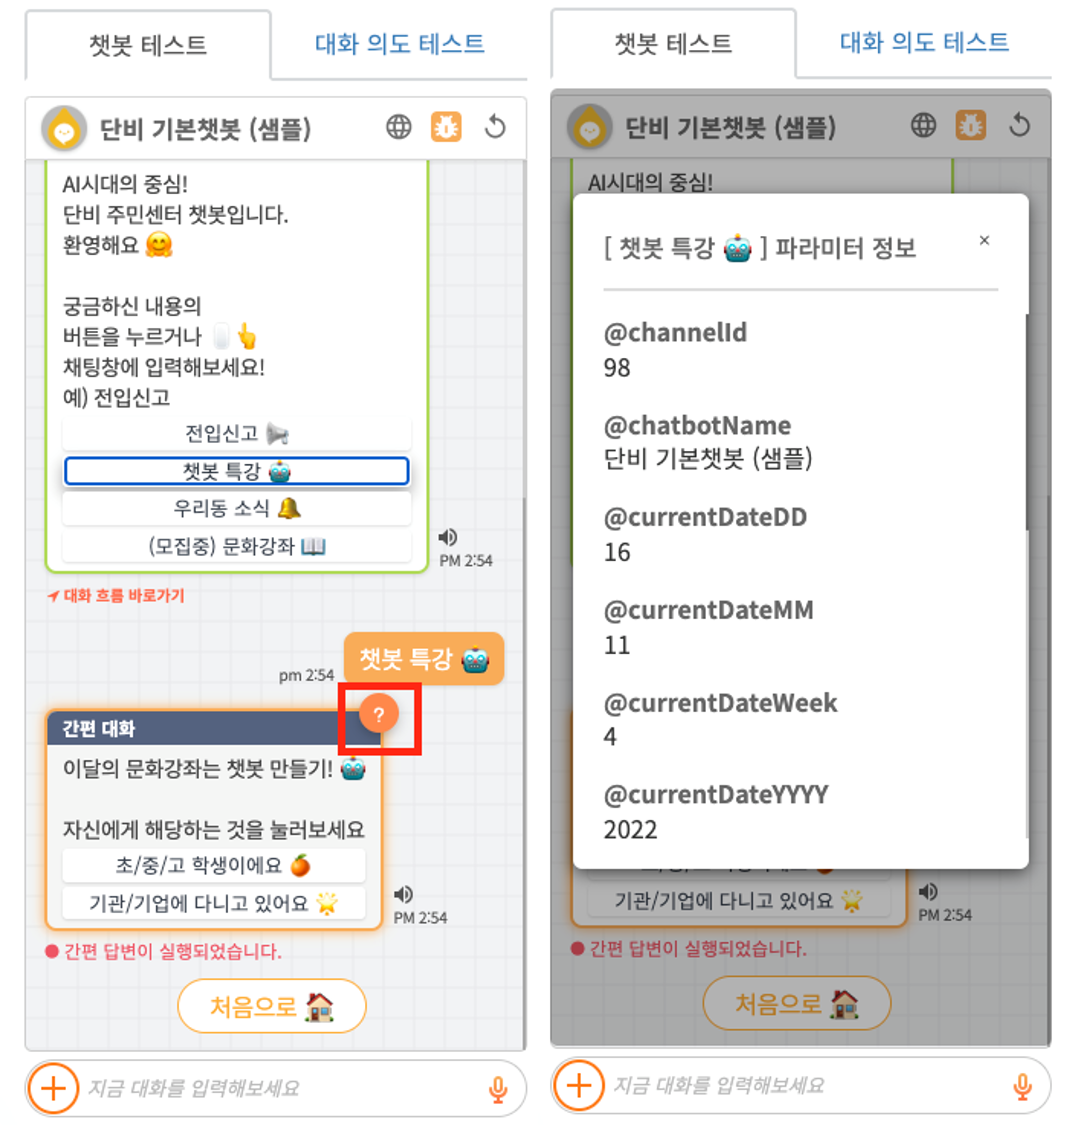 챗봇 테스트
대화 의도 테스트
단비 기본챗봇 (샘플)
AI시대의 중심!
단비 주민센터 챗봇입니다.
환영해요 🤗
궁금하신 내용의
버튼을 누르거나 👆
채팅창에 입력해보세요!
예) 전입신고
전입신고 📢
챗봇 특강 🤖
우리동 소식 🔔
(모집중) 문화강좌 📖
PM 2:54
대화 흐름 바로가기
챗봇 특강 🤖
pm 2:54
?
간편 대화
이달의 문화강좌는 챗봇 만들기! 🤖
자신에게 해당하는 것을 눌러보세요
초/중/고 학생이에요 🍊
기관/기업에 다니고 있어요 🌟
PM 2:54
간편 답변이 실행되었습니다.
처음으로 🏠
지금 대화를 입력해보세요
챗봇 테스트
대화 의도 테스트
단비 기본챗봇 (샘플)
AI시대의 중심!
[ 챗봇 특강 🤖 ] 파라미터 정보
×
@channelId
98
@chatbotName
단비 기본챗봇 (샘플)
@currentDateDD
16
@currentDateMM
11
@currentDateWeek
4
@currentDateYYYY
2022
기관/기업에 다니고 있어요 🌟
PM 2:54
간편 답변이 실행되었습니다.
처음으로 🏠
지금 대화를 입력해보세요